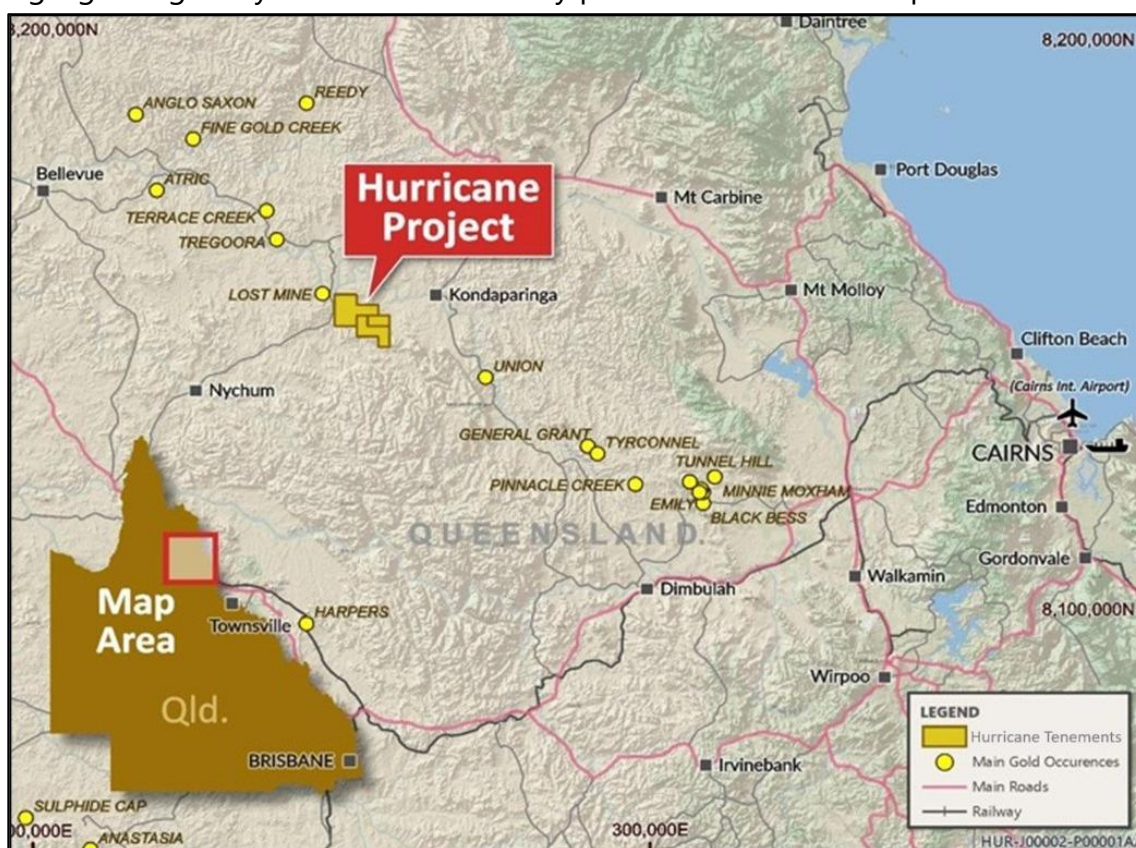 8,200,000N
Daintree
8,200,000N
REEDY
ANGLO SAXON
FINE GOLD CREEK
Bellevue
ATRIC
Port Douglas
Hurricane
Project
Mt Carbine
TERRACE CREEK
TREGOORA
LOST MINE
Kondaparinga
Mt Molloy
Clifton Beach
UNION
Nychum
(Cairns Int. Airport)
GENERAL GRANT
TYRCONNEL
CAIRNS
TUNNEL HILL
PINNACLE CREEK
MINNIE MOXHAM
EMILY
BLACK BESS
Edmonton
QUEENSLAND
Gordonvale
Walkamin
Dimbulah
Map
Area
Townsville
HARPERS
8,100,000N
Wirpoo
Qld.
LEGEND
Hurricane Tenements
Main Gold Occurences
Main Roads
Railway
BRISBANE
Irvinebank
SULPHIDE CAP
00,000E
300,000E
ANASTASIA
HUR-J00002-P00001A